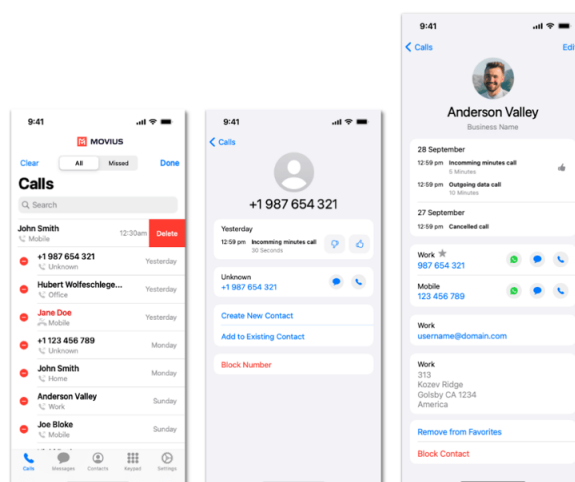 9:41
MOVIUS
Clear
All
Missed
Done
Calls
Search
John Smith
Mobile
12:30am
Delete
+1 987 654 321
Unknown
Yesterday
Hubert Wolfeschlege...
Office
Yesterday
Jane Doe
Mobile
Yesterday
+1 123 456 789
Unknown
Monday
John Smith
Home
Monday
Anderson Valley
Work
Sunday
Joe Bloke
Mobile
Sunday
Calls
Messages
Contacts
Keypad
Settings
9:41
Calls
+1 987 654 321
Yesterday
12:59 pm Incomming minutes call
30 Seconds
Unknown
+1 987 654 321
Create New Contact
Add to Existing Contact
Block Number
9:41
Calls
Edit
Anderson Valley
Business Name
28 September
12:59 pm Incomming minutes call
5 Minutes
12:59 pm Outgoing data call
10 Minutes
27 September
12:59 pm Cancelled call
Work
987 654 321
Mobile
123 456 789
Work
username@domain.com
Work
313
Kozev Ridge
Golsby CA 1234
America
Remove from Favorites
Block Contact